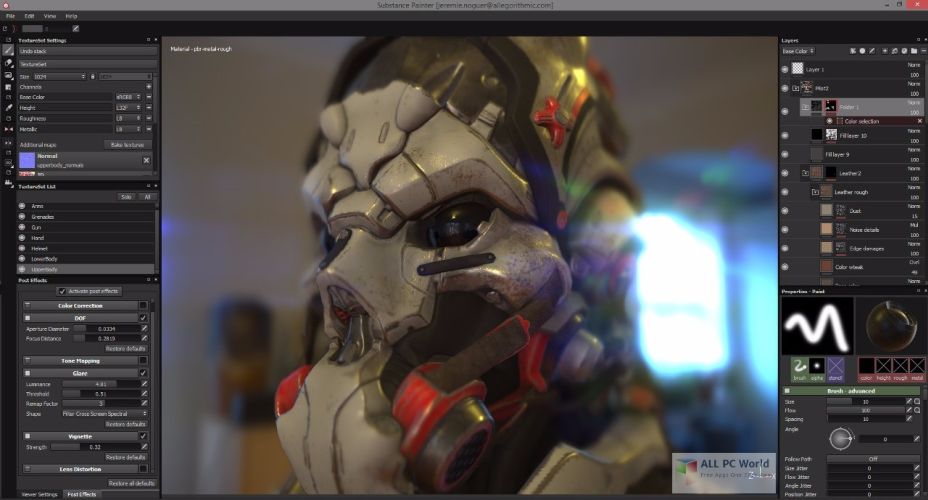 Substance Painter [jeremie.noguer@allegorithmic.com]
File Edit View Help
TextureSet Settings
Undo stack
TextureSet
Size 1024 1024
Channels
Base Color sRGB8
Height L32F
Roughness L8
Metallic L8
Additional maps Bake textures
Normal
upperbody_normals
TextureSet List
Solo All
Arms
Grenades
Gun
Hand
Helmet
LowerBody
UpperBody
Post Effects
Activate post effects
Color Correction
DOF
Aperture Diameter 0.0334
Focus Distance 0.2819
Restore defaults
Tone Mapping
Glare
Luminance 4.81
Threshold 0.51
Remap Factor 3
Shape Filter Cross Screen Spectral
Restore defaults
Vignette
Strength 0.32
Restore defaults
Lens Distortion
Restore all defaults
Viewer Settings Post Effects
Material - pbr-metal-rough
ALL PC World
Free Apps One Click
Layers
Base Color
Layer 1 Norm
100
Pilot2 Norm
100
Folder 1 Norm
100
Color selection
Fill layer 10 Norm
100
Fill layer 9 Norm
100
Leather2 Norm
100
Leather rough Norm
100
Dust Norm
15
Noise details Mul
100
Edge damages Norm
100
Color wteak Ovrl
49
Norm
Properties - Paint
brush alpha stencil color height rough metal
Brush - advanced
Size 10
Flow 100
Spacing 10
Angle
0
Follow Path Off
Size Jitter 0
Flow Jitter 0
Angle Jitter 0
Position Jitter 0